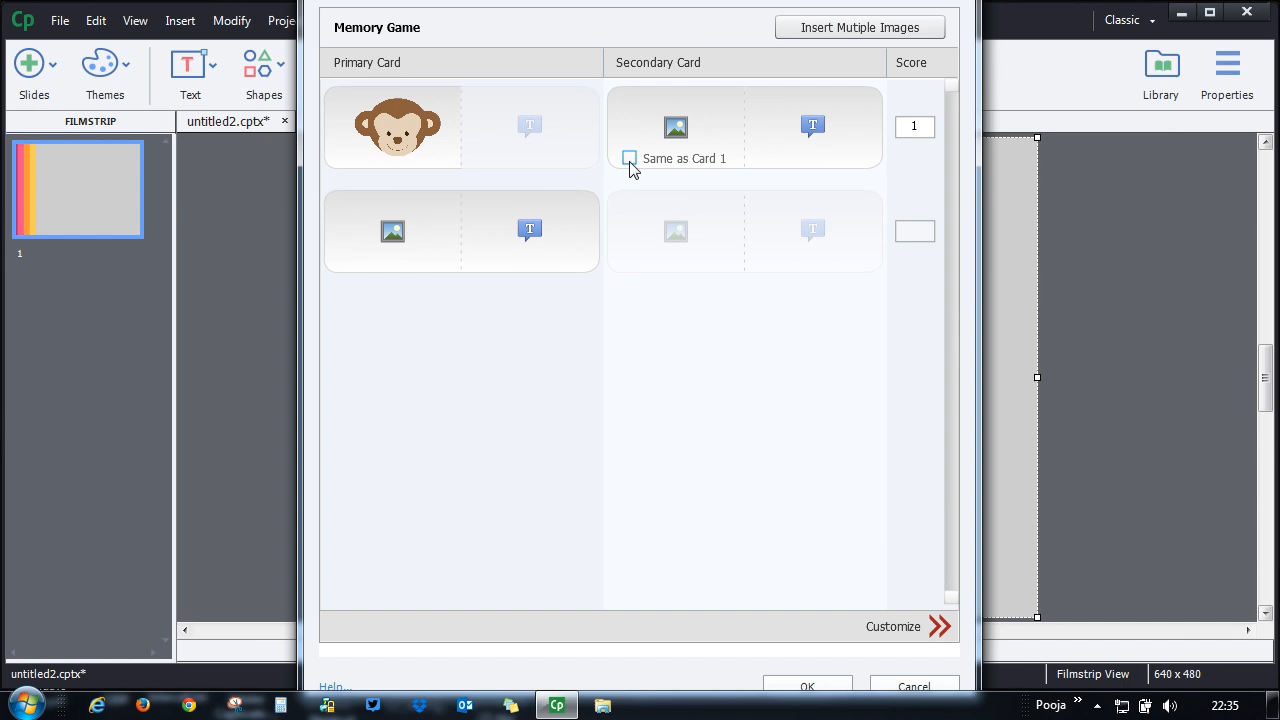 Cp File Edit View Insert Modify Proje Classic
Memory Game Insert Mutiple Images
Primary Card Secondary Card Score
Slides Themes Text Shapes Library Properties
FILMSTRIP untitled2.cptx* ×
T T 1
Same as Card 1
T T
1
Customize
untitled2.cptx* Filmstrip View 640 x 480
Help... OK Cancel
Cp Pooja 22:35